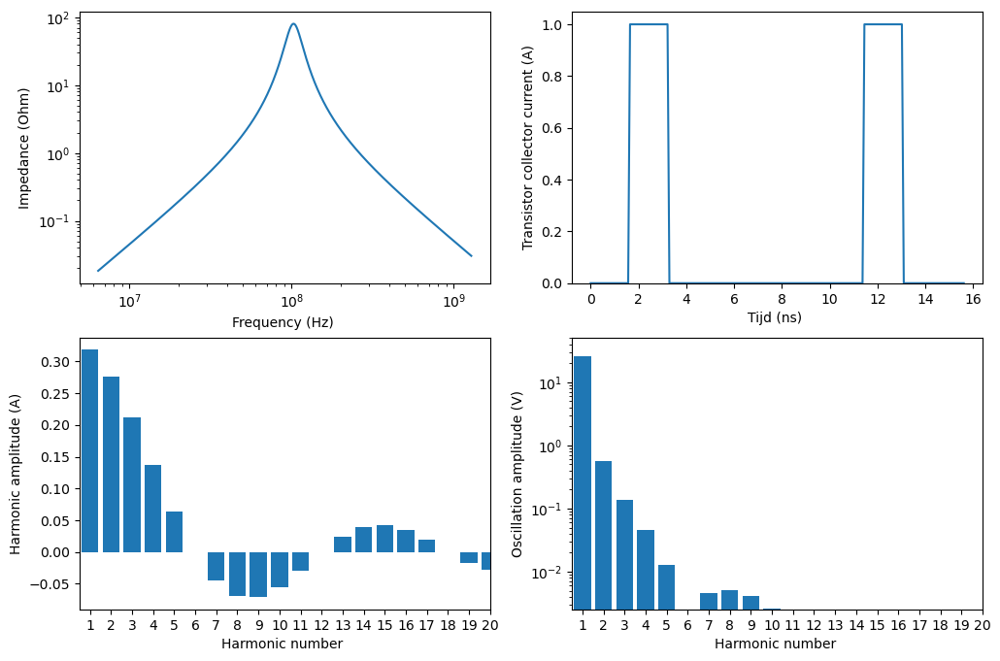 Impedance (Ohm)
10²
10¹
10⁰
10⁻¹
10⁷ 10⁸ 10⁹
Frequency (Hz)
Transistor collector current (A)
1.0
0.8
0.6
0.4
0.2
0.0
0 2 4 6 8 10 12 14 16
Tijd (ns)
Harmonic amplitude (A)
0.30
0.25
0.20
0.15
0.10
0.05
0.00
−0.05
1 2 3 4 5 6 7 8 9 10 11 12 13 14 15 16 17 18 19 20
Harmonic number
Oscillation amplitude (V)
10¹
10⁰
10⁻¹
10⁻²
1 2 3 4 5 6 7 8 9 10 11 12 13 14 15 16 17 18 19 20
Harmonic number